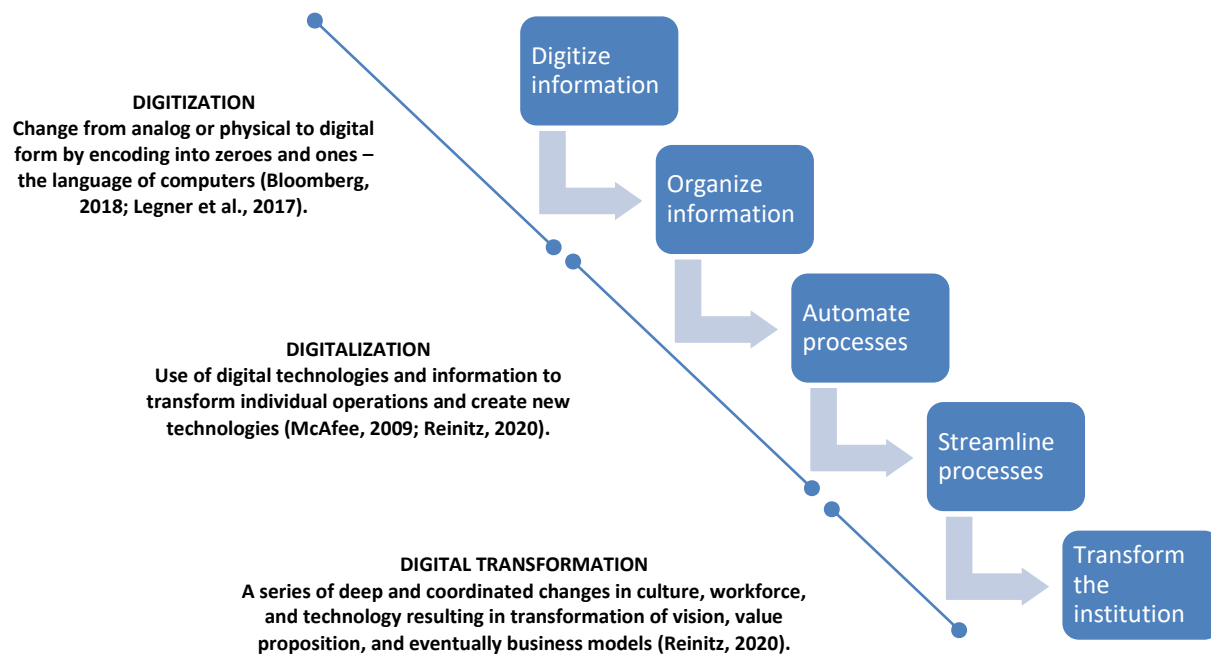 Digitize
information
DIGITIZATION
Change from analog or physical to digital
form by encoding into zeroes and ones –
the language of computers (Bloomberg,
2018; Legner et al., 2017).
Organize
information
Automate
processes
DIGITALIZATION
Use of digital technologies and information to
transform individual operations and create new
technologies (McAfee, 2009; Reinitz, 2020).
Streamline
processes
DIGITAL TRANSFORMATION
A series of deep and coordinated changes in culture, workforce,
and technology resulting in transformation of vision, value
proposition, and eventually business models (Reinitz, 2020).
Transform
the
institution